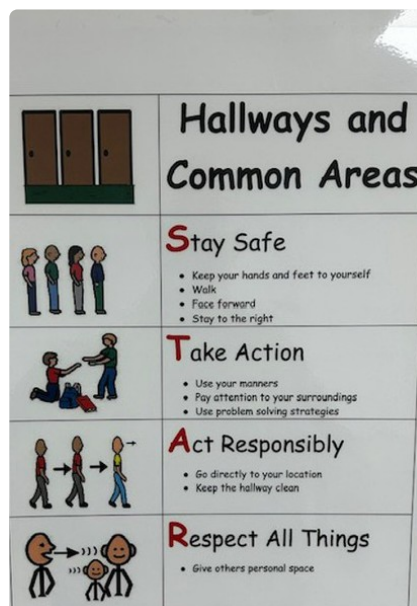 Hallways and
Common Areas
Stay Safe
• Keep your hands and feet to yourself
• Walk
• Face forward
• Stay to the right
Take Action
• Use your manners
• Pay attention to your surroundings
• Use problem solving strategies
Act Responsibly
• Go directly to your location
• Keep the hallway clean
Respect All Things
• Give others personal space